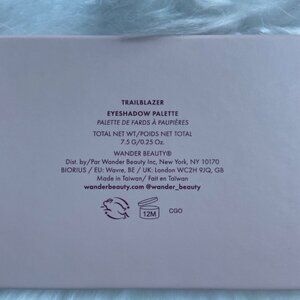 TRAILBLAZER
EYESHADOW PALETTE
PALETTE DE FARDS À PAUPIÈRES
TOTAL NET WT/POIDS NET TOTAL
7.5 G/0.25 Oz.
WANDER BEAUTY®
Dist. by/Par Wander Beauty Inc, New York, NY 10170
BIORIUS / EU: Wavre, BE / UK: London WC2H 9JQ, GB
Made in Taiwan/ Fait en Taiwan
wanderbeauty.com @wander_beauty
12M CGO